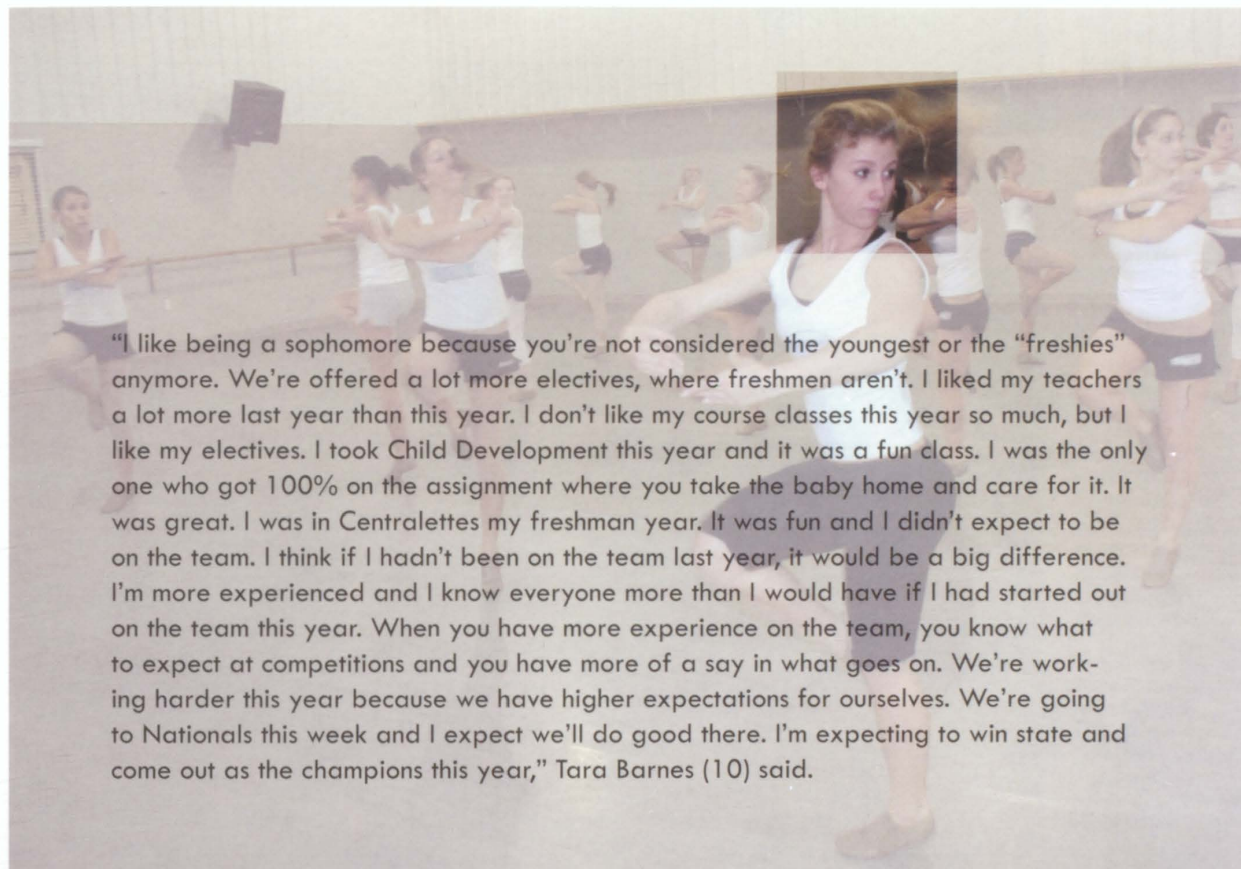 “I like being a sophomore because you’re not considered the youngest or the “freshies”
anymore. We’re offered a lot more electives, where freshmen aren’t. I liked my teachers
a lot more last year than this year. I don’t like my course classes this year so much, but I
like my electives. I took Child Development this year and it was a fun class. I was the only
one who got 100% on the assignment where you take the baby home and care for it. It
was great. I was in Centralettes my freshman year. It was fun and I didn’t expect to be
on the team. I think if I hadn’t been on the team last year, it would be a big difference.
I’m more experienced and I know everyone more than I would have if I had started out
on the team this year. When you have more experience on the team, you know what
to expect at competitions and you have more of a say in what goes on. We’re work-
ing harder this year because we have higher expectations for ourselves. We’re going
to Nationals this week and I expect we’ll do good there. I’m expecting to win state and
come out as the champions this year,” Tara Barnes (10) said.